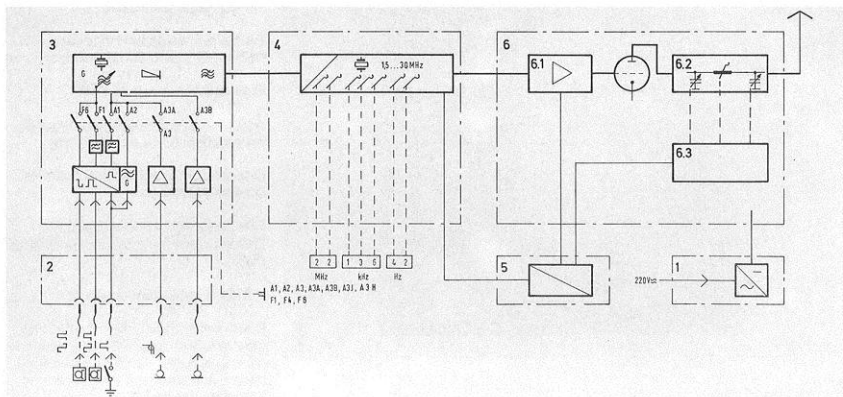 3
G
F6 F1 A1 A2 A3A A3B
A3
G
4
1,5...30MHz
2 2 1 3 6 4 2
MHz kHz Hz
6
6.1
6.2
6.3
2
A1, A2, A3, A3A, A3B, A3J, A3H
F1, F4, F6
5
1
220V